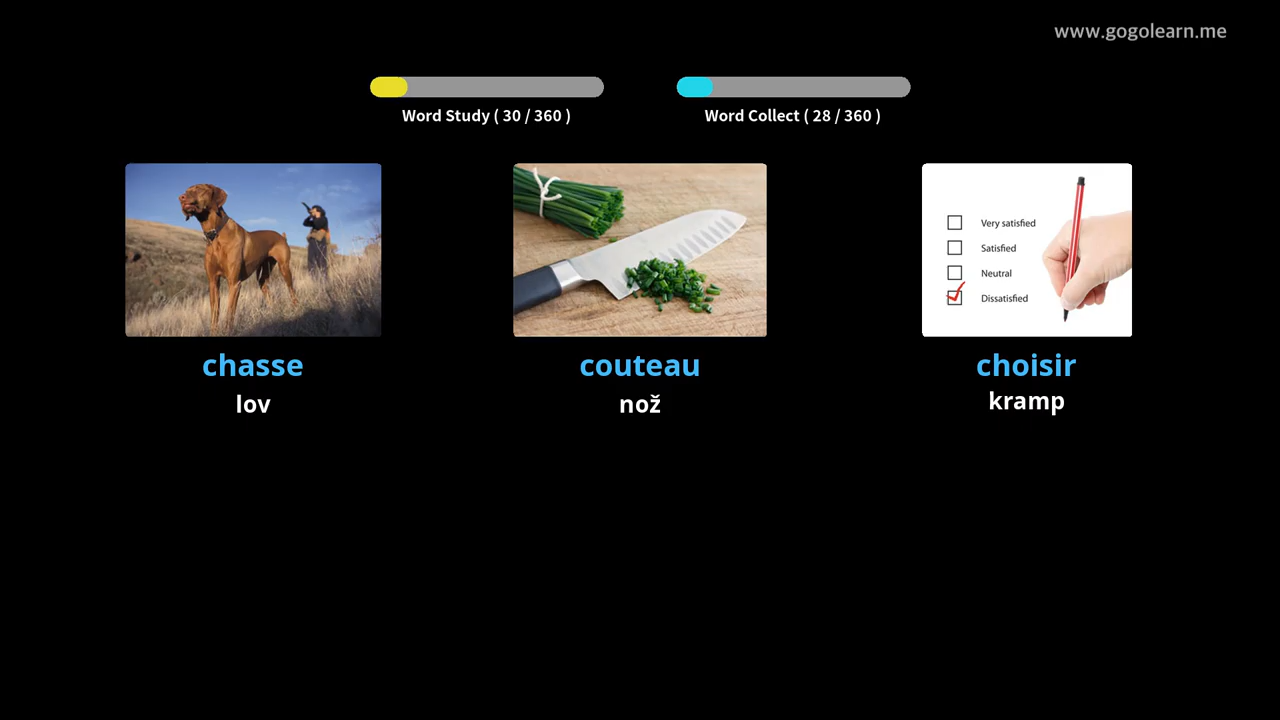 www.gogolearn.me
Word Study ( 30 / 360 )
Word Collect ( 28 / 360 )
Very satisfied
Satisfied
Neutral
Dissatisfied
chasse
couteau
choisir
lov
nož
kramp